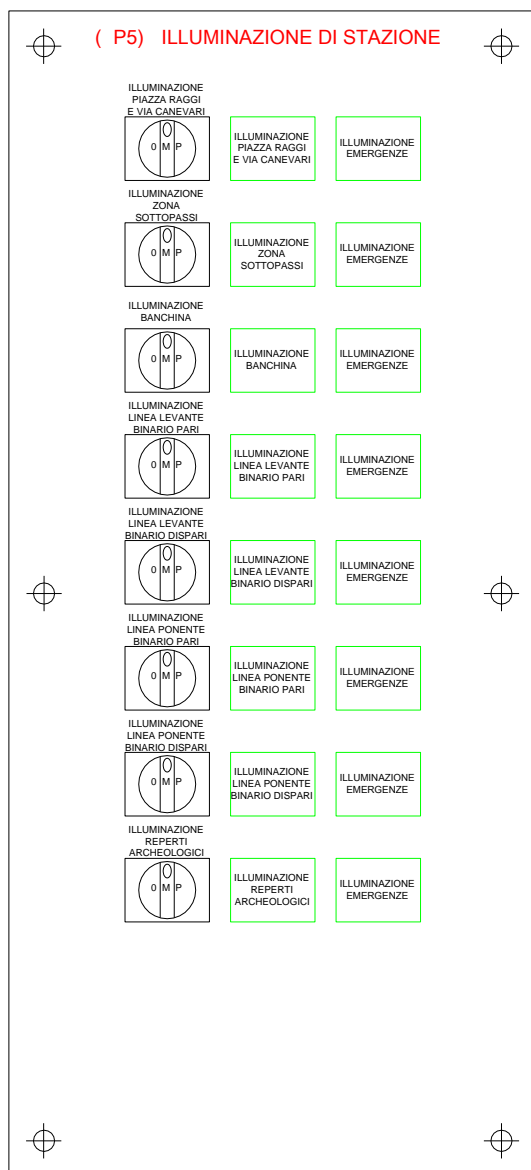 ( P5) ILLUMINAZIONE DI STAZIONE
ILLUMINAZIONE
PIAZZA RAGGI
E VIA CANEVARI
0 M P
ILLUMINAZIONE
PIAZZA RAGGI
E VIA CANEVARI
ILLUMINAZIONE
EMERGENZE
ILLUMINAZIONE
ZONA
SOTTOPASSI
0 M P
ILLUMINAZIONE
ZONA
SOTTOPASSI
ILLUMINAZIONE
EMERGENZE
ILLUMINAZIONE
BANCHINA
0 M P
ILLUMINAZIONE
BANCHINA
ILLUMINAZIONE
EMERGENZE
ILLUMINAZIONE
LINEA LEVANTE
BINARIO PARI
0 M P
ILLUMINAZIONE
LINEA LEVANTE
BINARIO PARI
ILLUMINAZIONE
EMERGENZE
ILLUMINAZIONE
LINEA LEVANTE
BINARIO DISPARI
0 M P
ILLUMINAZIONE
LINEA LEVANTE
BINARIO DISPARI
ILLUMINAZIONE
EMERGENZE
ILLUMINAZIONE
LINEA PONENTE
BINARIO PARI
0 M P
ILLUMINAZIONE
LINEA PONENTE
BINARIO PARI
ILLUMINAZIONE
EMERGENZE
ILLUMINAZIONE
LINEA PONENTE
BINARIO DISPARI
0 M P
ILLUMINAZIONE
LINEA PONENTE
BINARIO DISPARI
ILLUMINAZIONE
EMERGENZE
ILLUMINAZIONE
REPERTI
ARCHEOLOGICI
0 M P
ILLUMINAZIONE
REPERTI
ARCHEOLOGICI
ILLUMINAZIONE
EMERGENZE